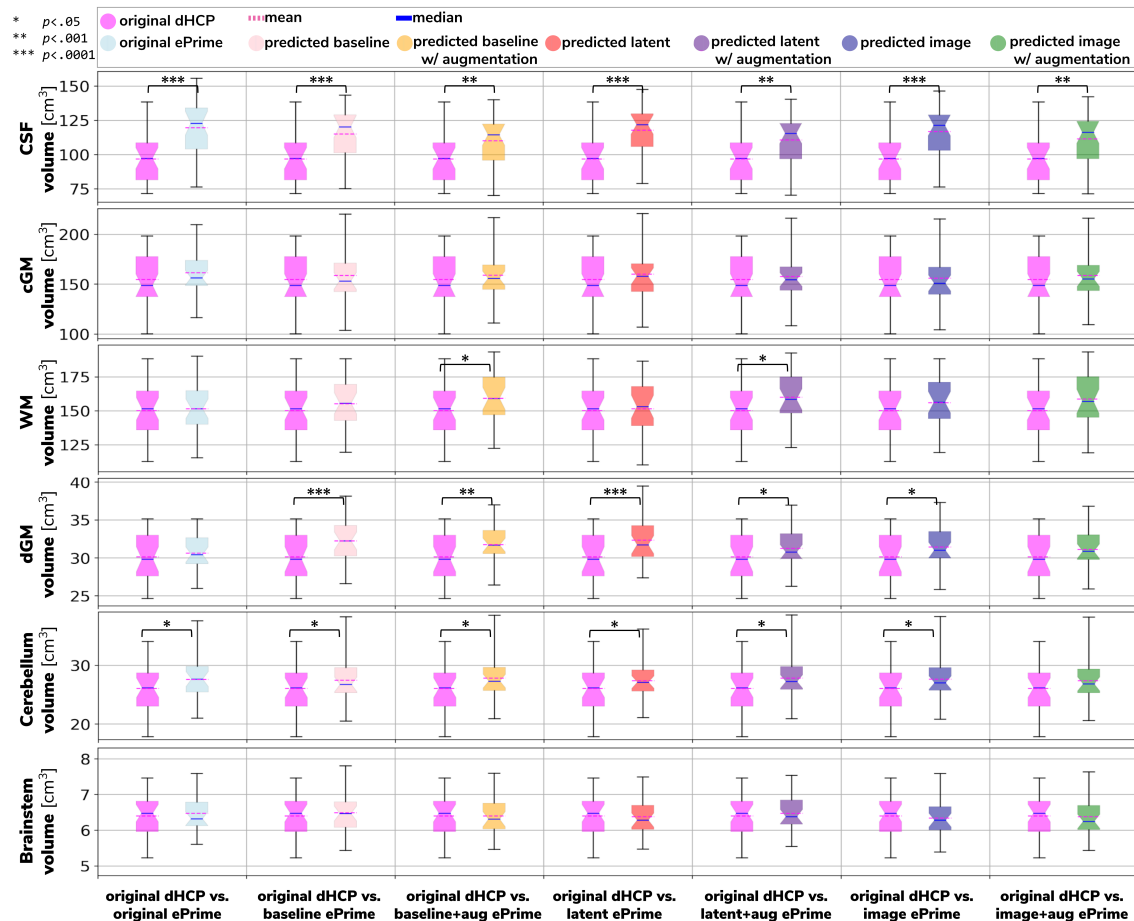 * p<.05
** p<.001
*** p<.0001
original dHCP mean median
original ePrime predicted baseline predicted baseline w/ augmentation predicted latent predicted latent w/ augmentation predicted image predicted image w/ augmentation
CSF
volume [cm³]
150
125
100
75
*** *** ** *** ** *** **
cGM
volume [cm³]
200
150
100
WM
volume [cm³]
175
150
125
* *
dGM
volume [cm³]
40
35
30
25
*** ** *** * *
Cerebellum
volume [cm³]
30
20
* * * * * *
Brainstem
volume [cm³]
8
7
6
5
original dHCP vs.
original ePrime
original dHCP vs.
baseline ePrime
original dHCP vs.
baseline+aug ePrime
original dHCP vs.
latent ePrime
original dHCP vs.
latent+aug ePrime
original dHCP vs.
image ePrime
original dHCP vs.
image+aug ePrime